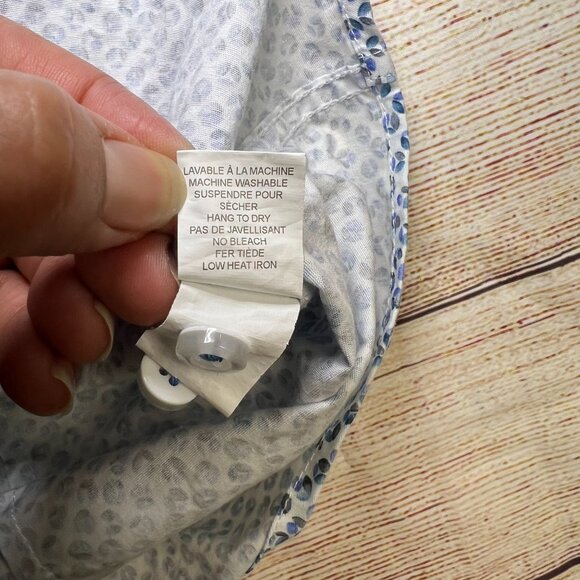 LAVABLE À LA MACHINE
MACHINE WASHABLE
SUSPENDRE POUR
SÉCHER
HANG TO DRY
PAS DE JAVELLISANT
NO BLEACH
FER TIÈDE
LOW HEAT IRON